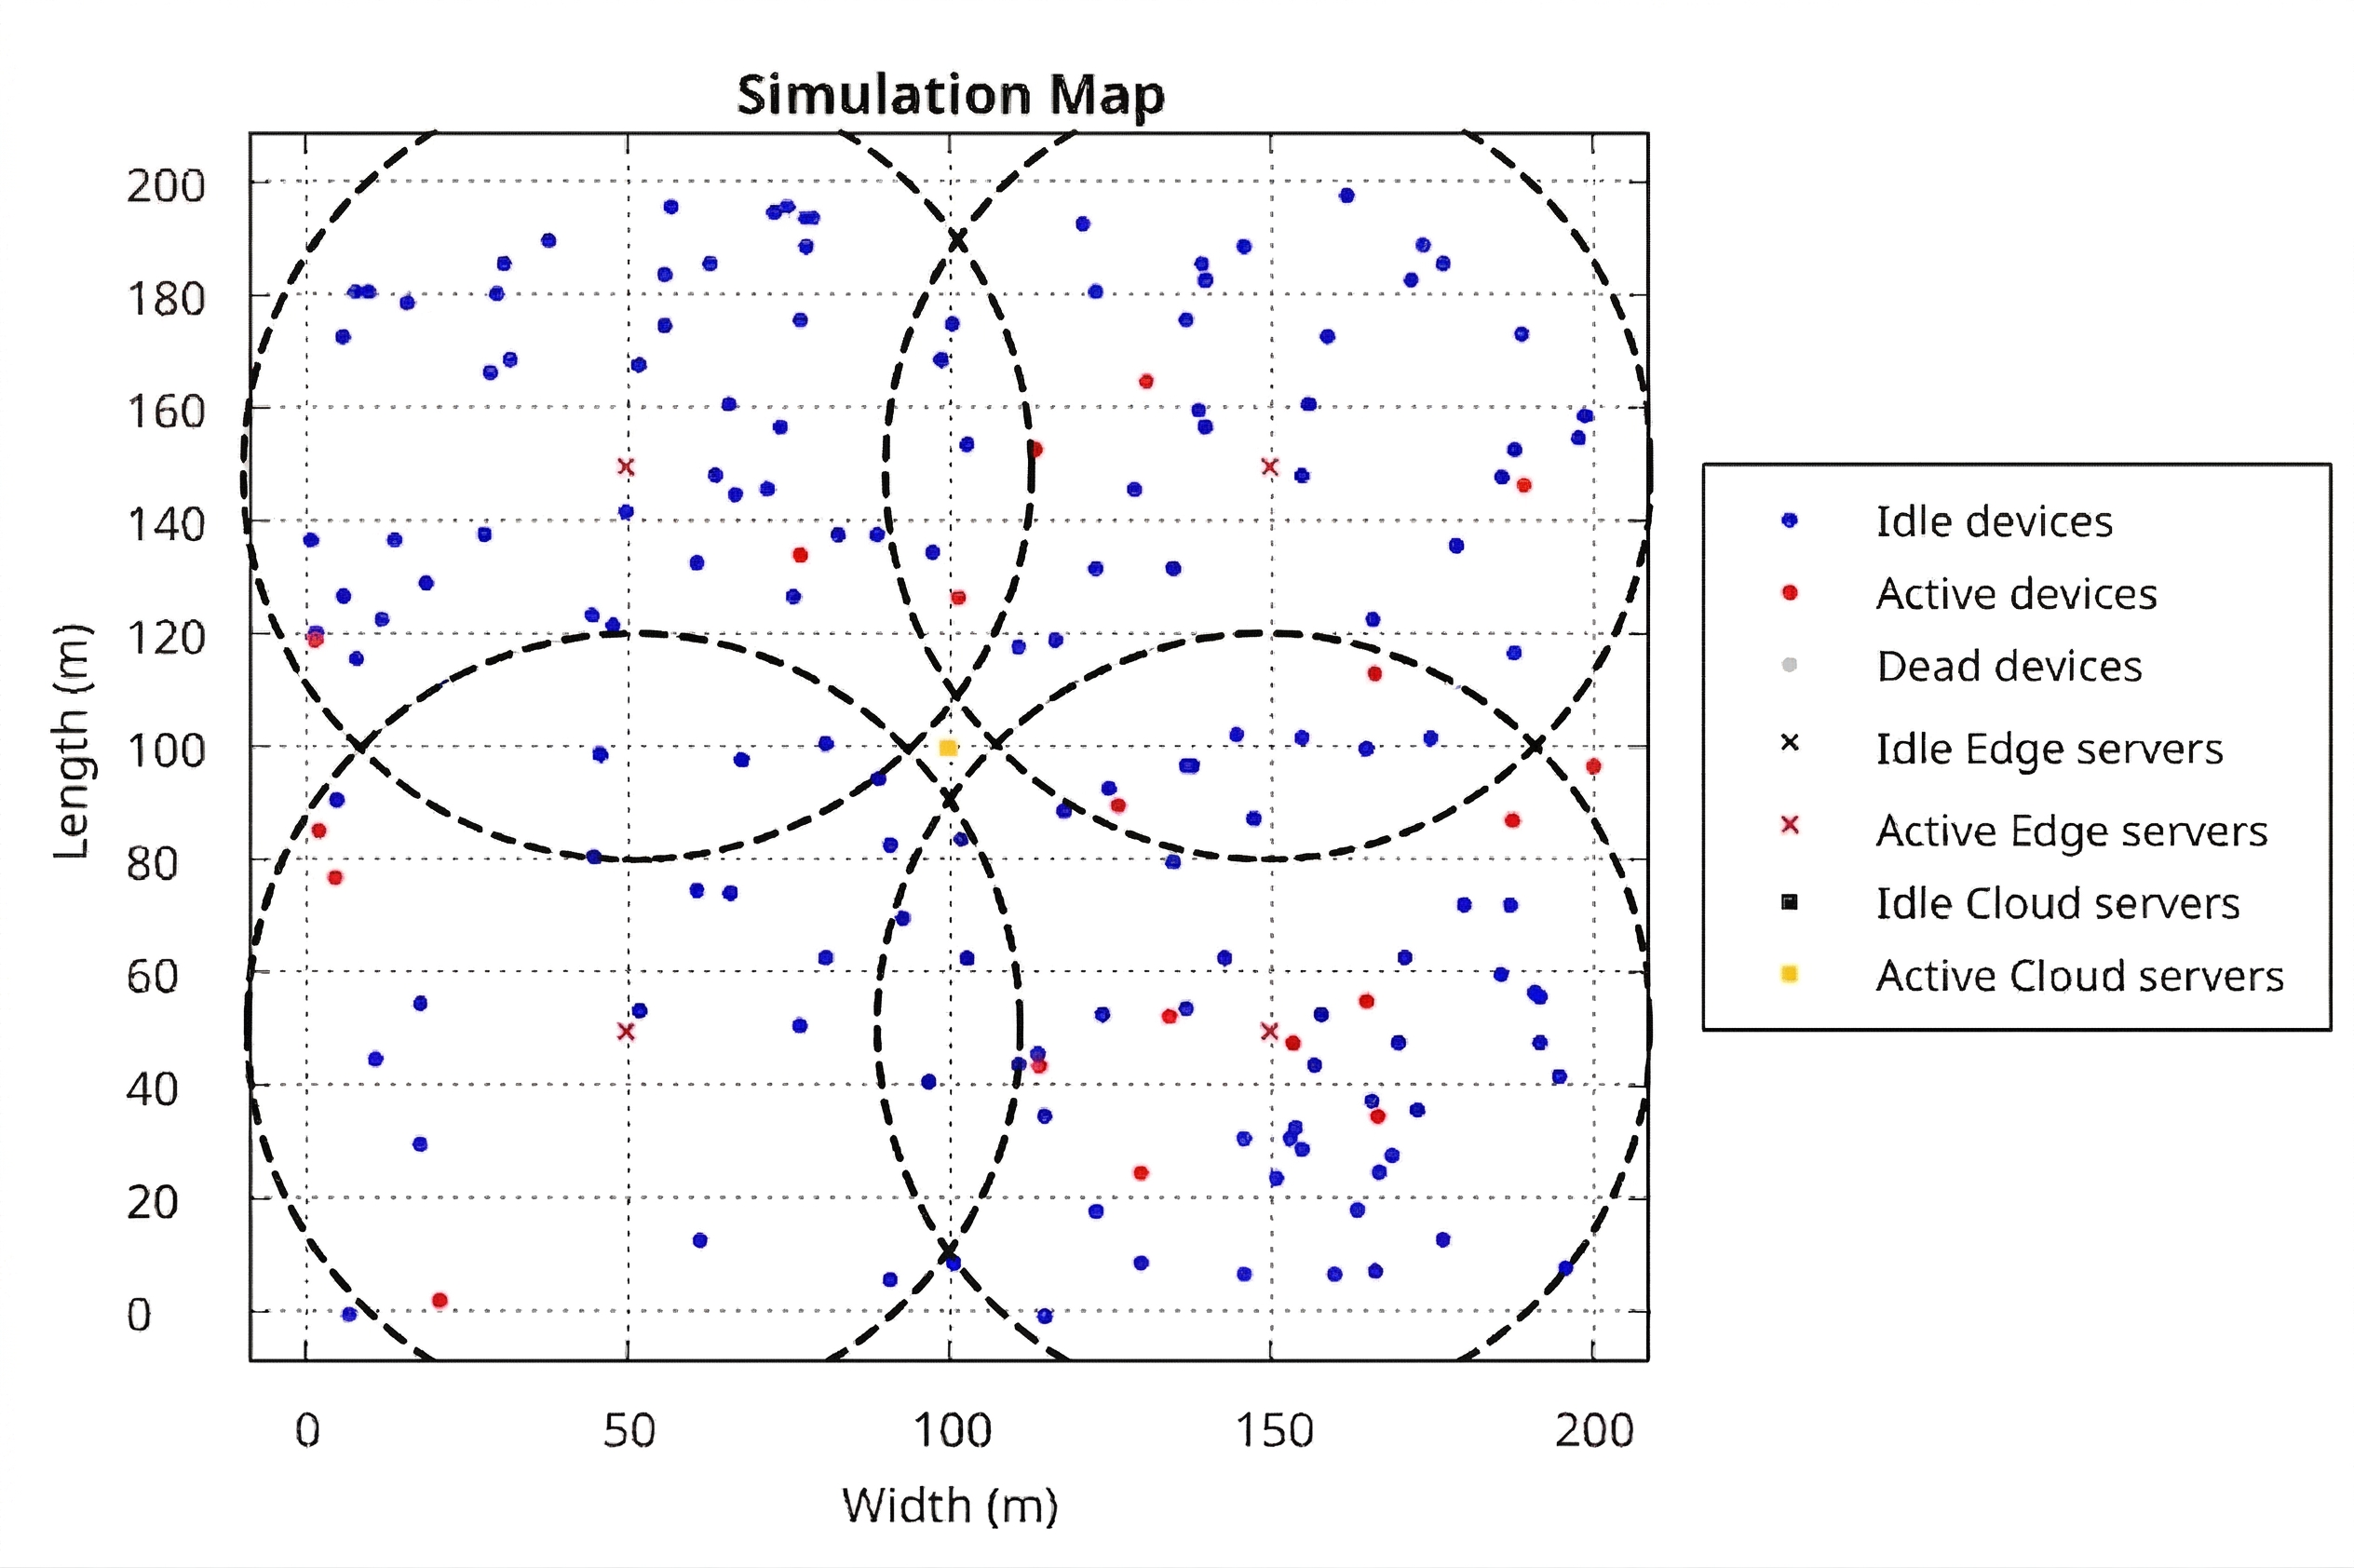 Simulation Map
Length (m)
200
180
160
140
120
100
80
60
40
20
0
0 50 100 150 200
Width (m)
Idle devices
Active devices
Dead devices
Idle Edge servers
Active Edge servers
Idle Cloud servers
Active Cloud servers